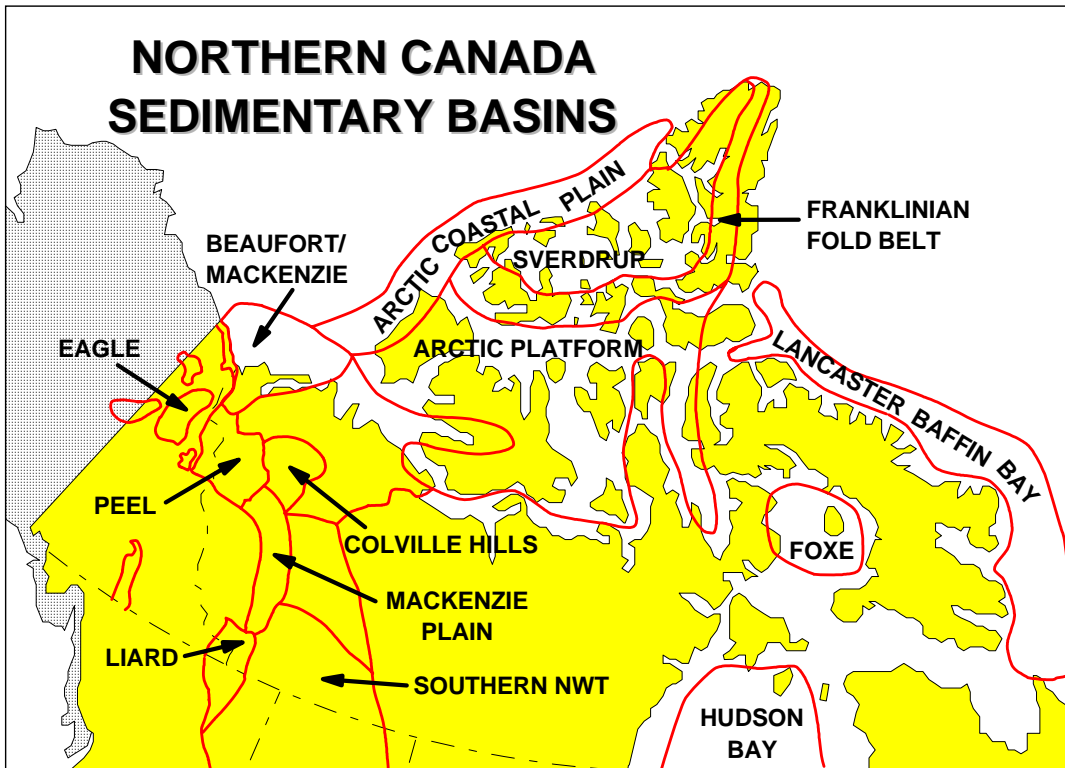 NORTHERN CANADA
SEDIMENTARY BASINS
ARCTIC COASTAL PLAIN
FRANKLINIAN
FOLD BELT
BEAUFORT/
MACKENZIE
SVERDRUP
EAGLE
ARCTIC PLATFORM
LANCASTER BAFFIN BAY
PEEL
COLVILLE HILLS
FOXE
MACKENZIE
PLAIN
LIARD
SOUTHERN NWT
HUDSON
BAY